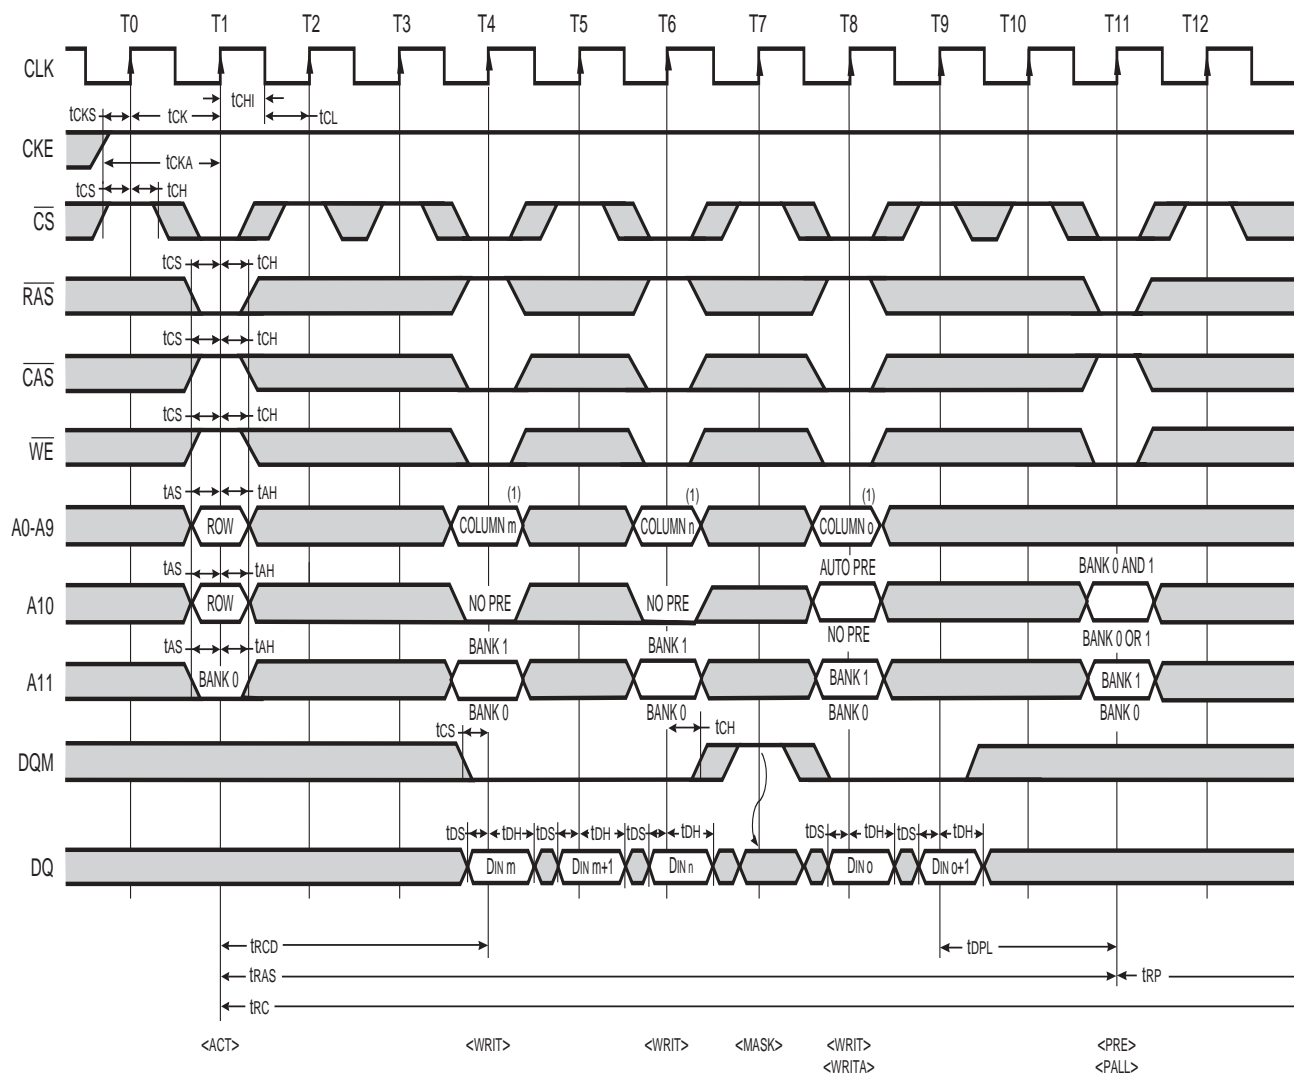 T0 T1 T2 T3 T4 T5 T6 T7 T8 T9 T10 T11 T12
CLK
tCHI
tCKS tCK tCL
CKE
tCKA
tCS tCH
CS
tCS tCH
RAS
tCS tCH
CAS
tCS tCH
WE
tAS tAH (1) (1) (1)
A0-A9 ROW COLUMN m COLUMN n COLUMN o
tAS tAH AUTO PRE BANK 0 AND 1
A10 ROW NO PRE NO PRE
NO PRE BANK 0 OR 1
tAS tAH BANK 1 BANK 1
A11 BANK 0 BANK 1 BANK 1
BANK 0 BANK 0 BANK 0 BANK 0
tCS tCH
DQM
tDS tDH tDS tDH tDS tDH tDS tDH tDS tDH
DQ DIN m DIN m+1 DIN n DIN o DIN o+1
tRCD tDPL
tRAS tRP
tRC
<ACT> <WRIT> <WRIT> <MASK> <WRIT> <PRE>
<WRITA> <PALL>